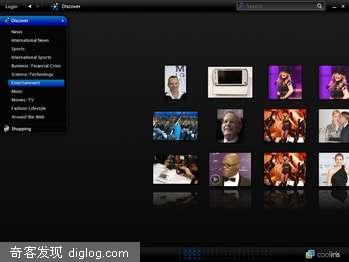 Login
Discover
Search
Discover
News
International News
Sports
International Sports
Business: Financial Crisis
Science/Technology
Entertainment
Music
Movies/TV
Fashion Lifestyle
Around the Web
Shopping
奇客发现 diglog.com
cooliris